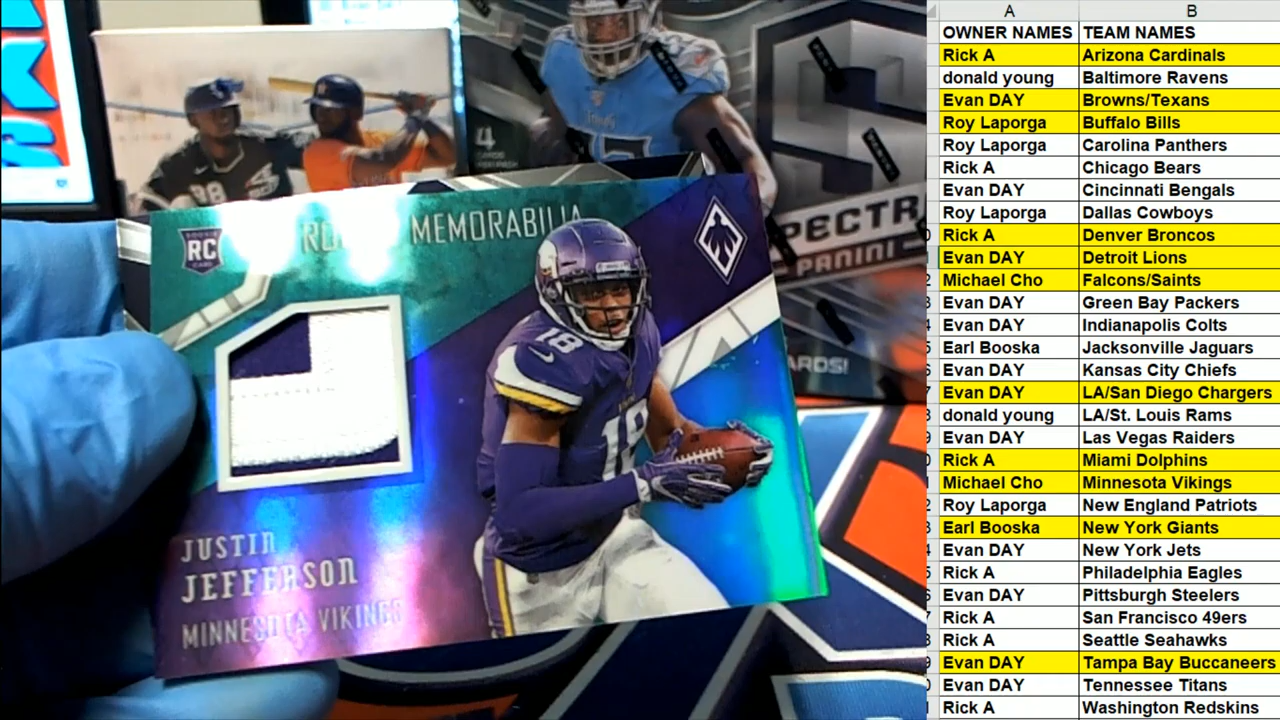 4
SPECTR
PANINI
ARDS!
ROOKIE CARD
RC
MEMORABILIA
18
18
JUSTIN
JEFFERSON
MINNESOTA VIKINGS
A B
OWNER NAMES TEAM NAMES
Rick A Arizona Cardinals
donald young Baltimore Ravens
Evan DAY Browns/Texans
Roy Laporga Buffalo Bills
Roy Laporga Carolina Panthers
Rick A Chicago Bears
Evan DAY Cincinnati Bengals
Roy Laporga Dallas Cowboys
Rick A Denver Broncos
Evan DAY Detroit Lions
Michael Cho Falcons/Saints
Evan DAY Green Bay Packers
Evan DAY Indianapolis Colts
Earl Booska Jacksonville Jaguars
Evan DAY Kansas City Chiefs
Evan DAY LA/San Diego Chargers
donald young LA/St. Louis Rams
Evan DAY Las Vegas Raiders
Rick A Miami Dolphins
Michael Cho Minnesota Vikings
Roy Laporga New England Patriots
Earl Booska New York Giants
Evan DAY New York Jets
Rick A Philadelphia Eagles
Evan DAY Pittsburgh Steelers
Rick A San Francisco 49ers
Rick A Seattle Seahawks
Evan DAY Tampa Bay Buccaneers
Evan DAY Tennessee Titans
Rick A Washington Redskins